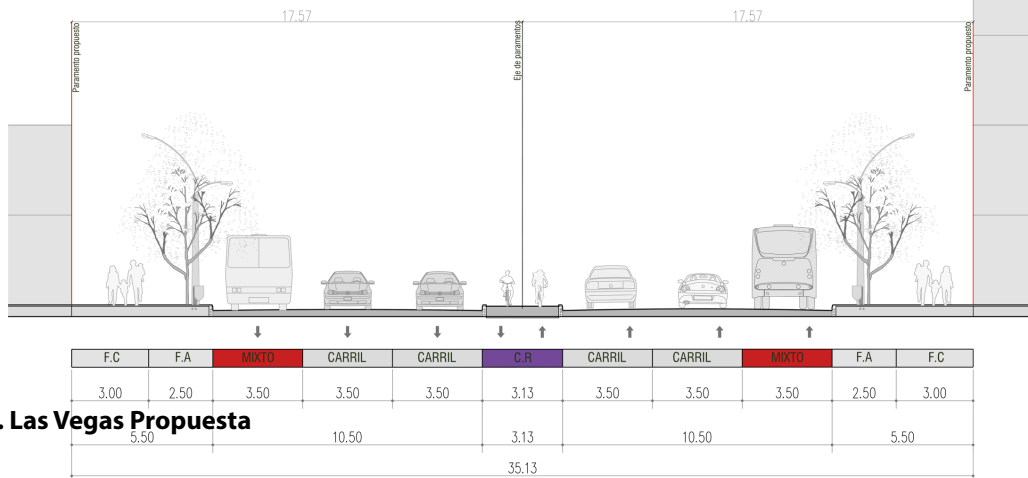 17.57 17.57
Paramento propuesto
Eje de paramentos
Paramento propuesto
F.C F.A MIXTO CARRIL CARRIL C.R CARRIL CARRIL MIXTO F.A F.C
3.00 2.50 3.50 3.50 3.50 3.13 3.50 3.50 3.50 2.50 3.00
. Las Vegas Propuesta
5.50 10.50 3.13 10.50 5.50
35.13